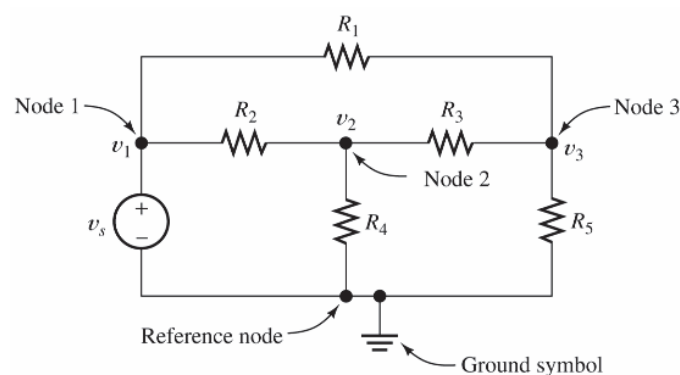 R₁
Node 1
R₂
v₂
R₃
Node 3
v₁
v₃
Node 2
+
vₛ
−
R₄
R₅
Reference node
Ground symbol